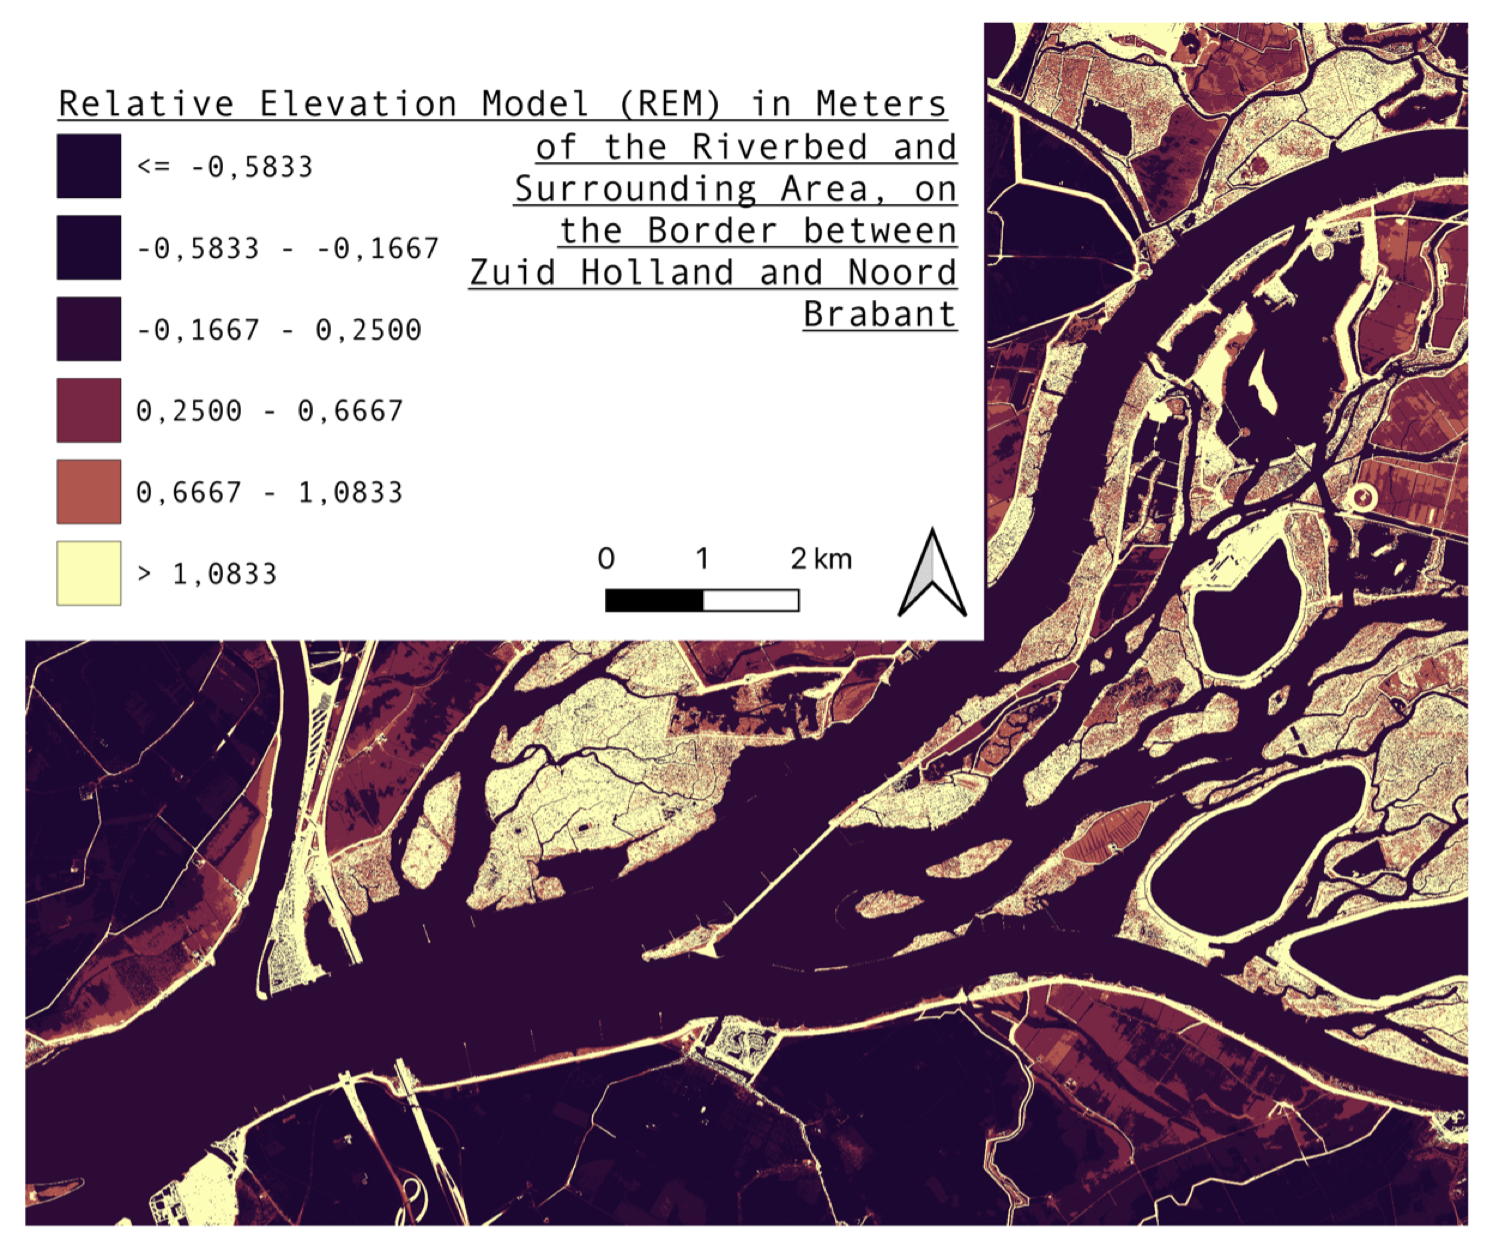 Relative Elevation Model (REM) in Meters
of the Riverbed and
Surrounding Area, on
the Border between
Zuid Holland and Noord
Brabant
<= -0,5833
-0,5833 - -0,1667
-0,1667 - 0,2500
0,2500 - 0,6667
0,6667 - 1,0833
> 1,0833
0 1 2 km